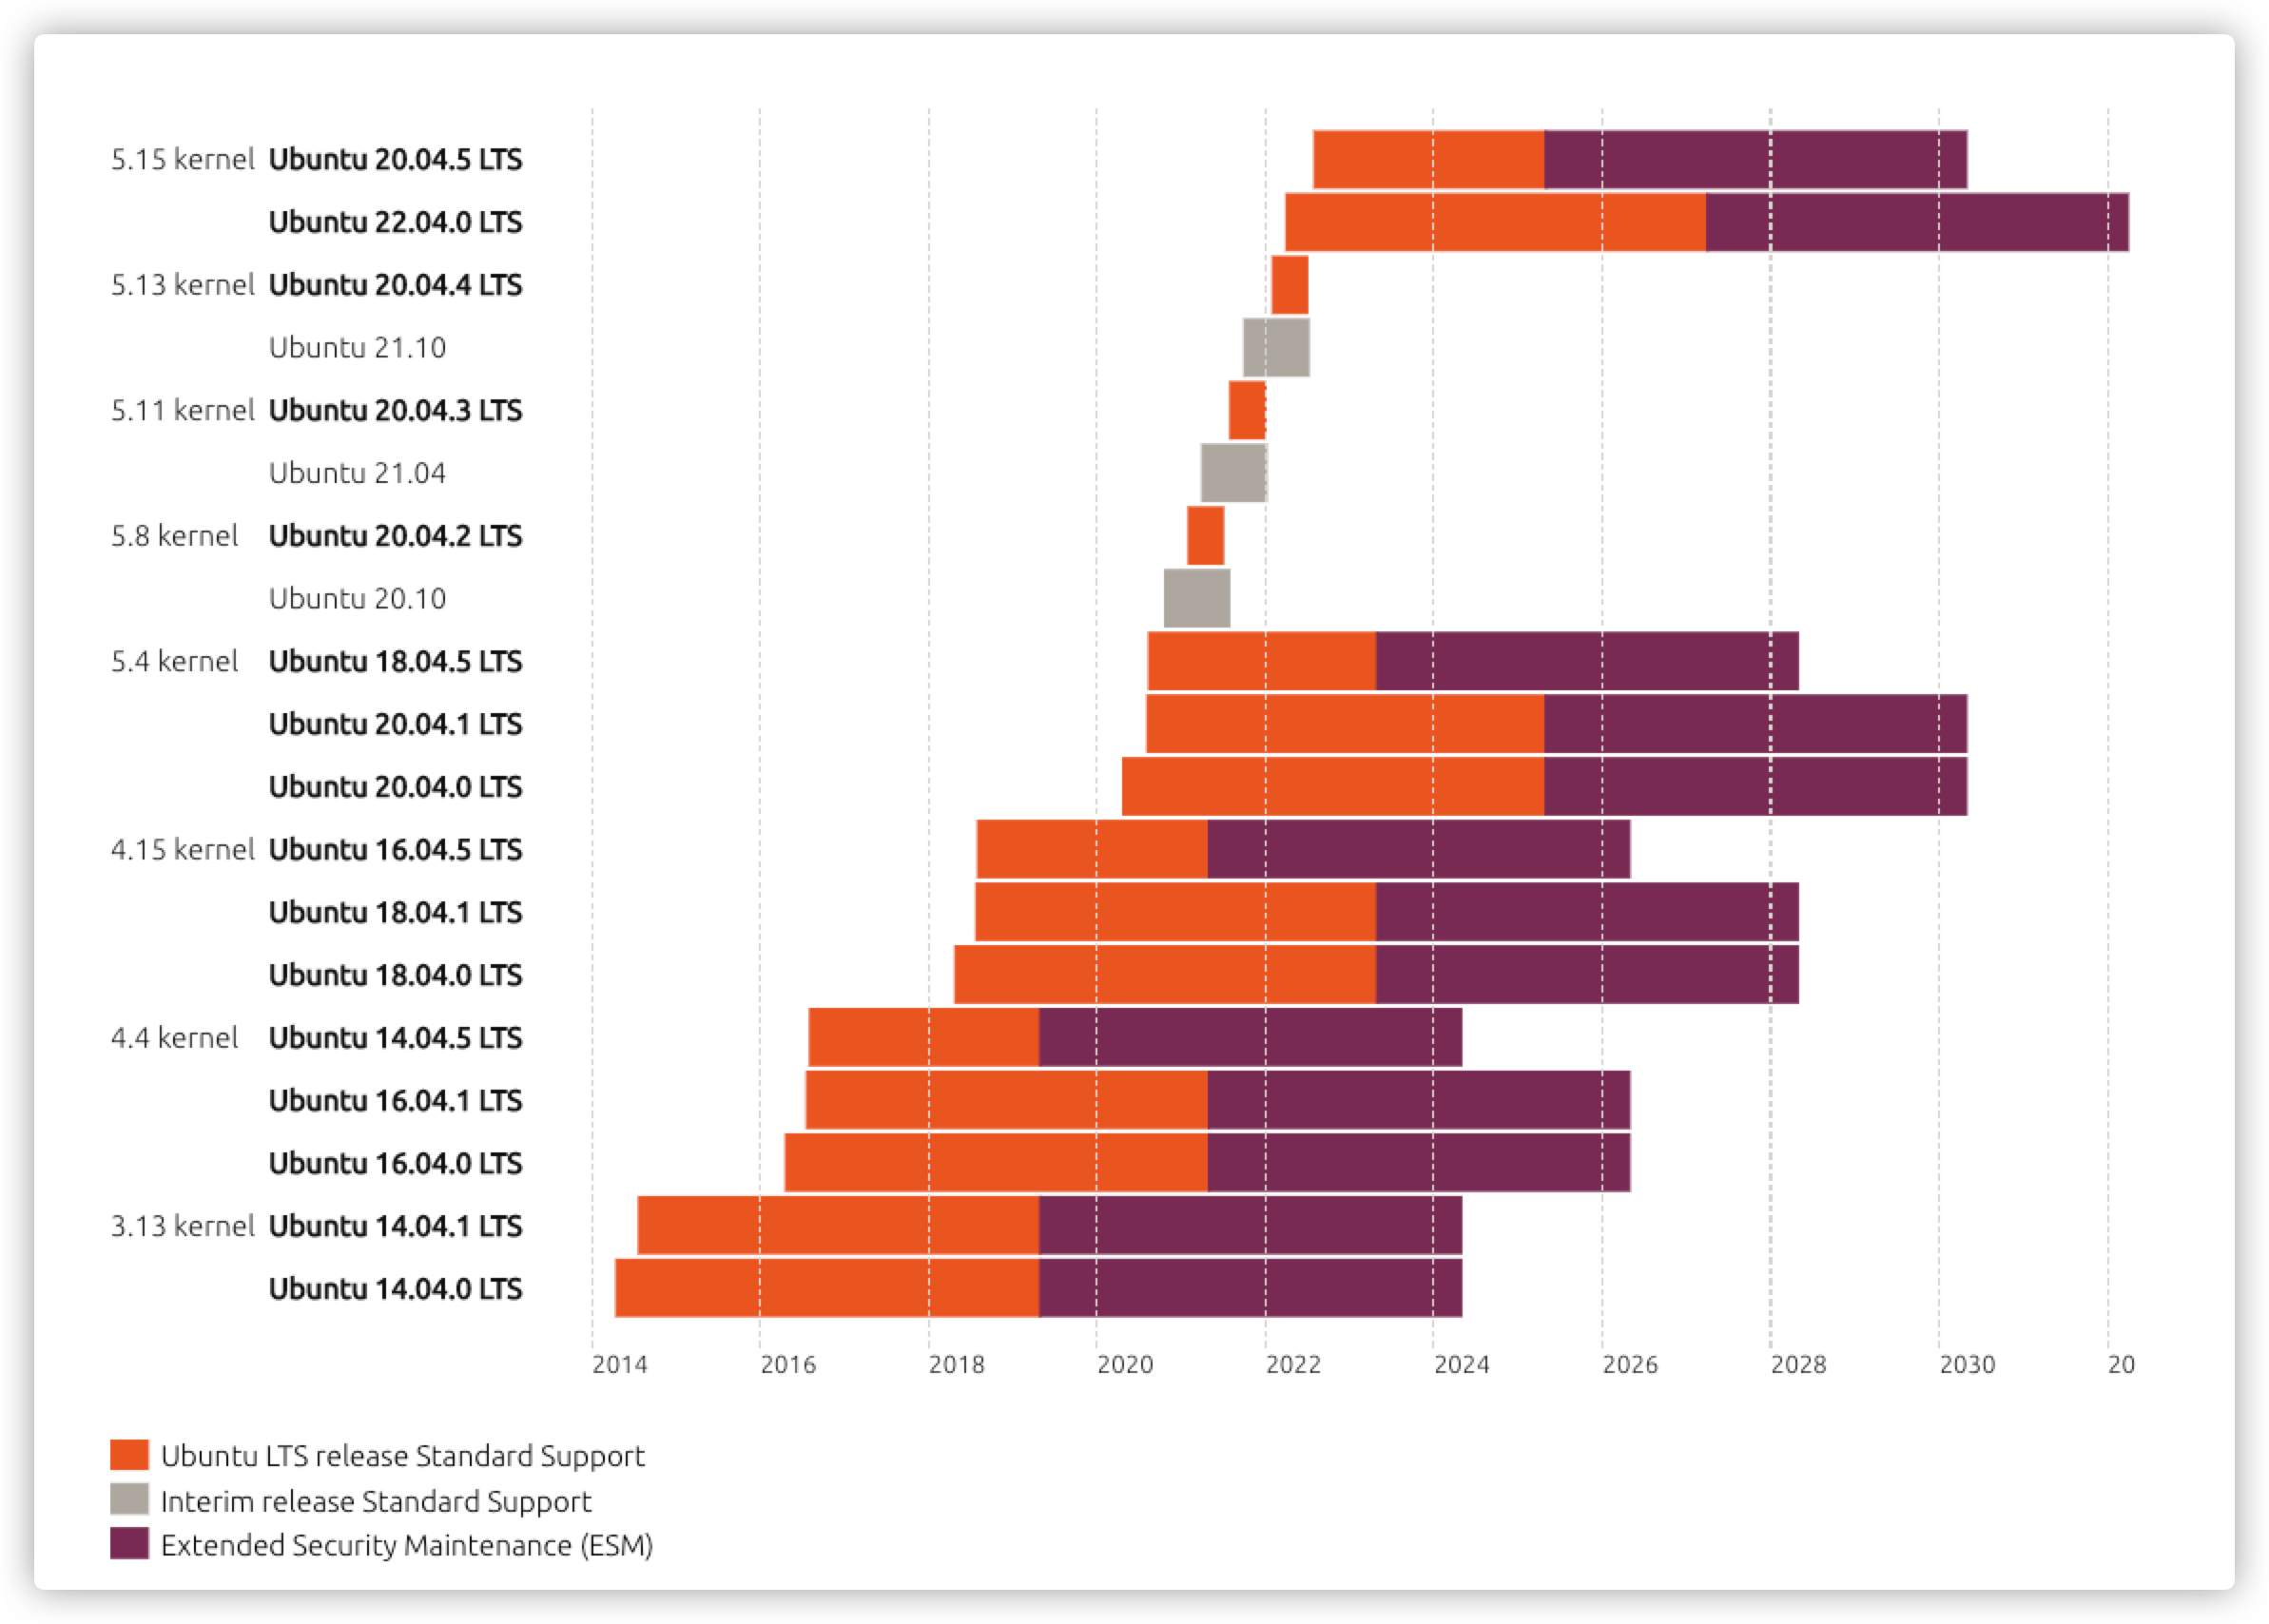 5.15 kernel Ubuntu 20.04.5 LTS
Ubuntu 22.04.0 LTS
5.13 kernel Ubuntu 20.04.4 LTS
Ubuntu 21.10
5.11 kernel Ubuntu 20.04.3 LTS
Ubuntu 21.04
5.8 kernel Ubuntu 20.04.2 LTS
Ubuntu 20.10
5.4 kernel Ubuntu 18.04.5 LTS
Ubuntu 20.04.1 LTS
Ubuntu 20.04.0 LTS
4.15 kernel Ubuntu 16.04.5 LTS
Ubuntu 18.04.1 LTS
Ubuntu 18.04.0 LTS
4.4 kernel Ubuntu 14.04.5 LTS
Ubuntu 16.04.1 LTS
Ubuntu 16.04.0 LTS
3.13 kernel Ubuntu 14.04.1 LTS
Ubuntu 14.04.0 LTS
2014 2016 2018 2020 2022 2024 2026 2028 2030 20
Ubuntu LTS release Standard Support
Interim release Standard Support
Extended Security Maintenance (ESM)